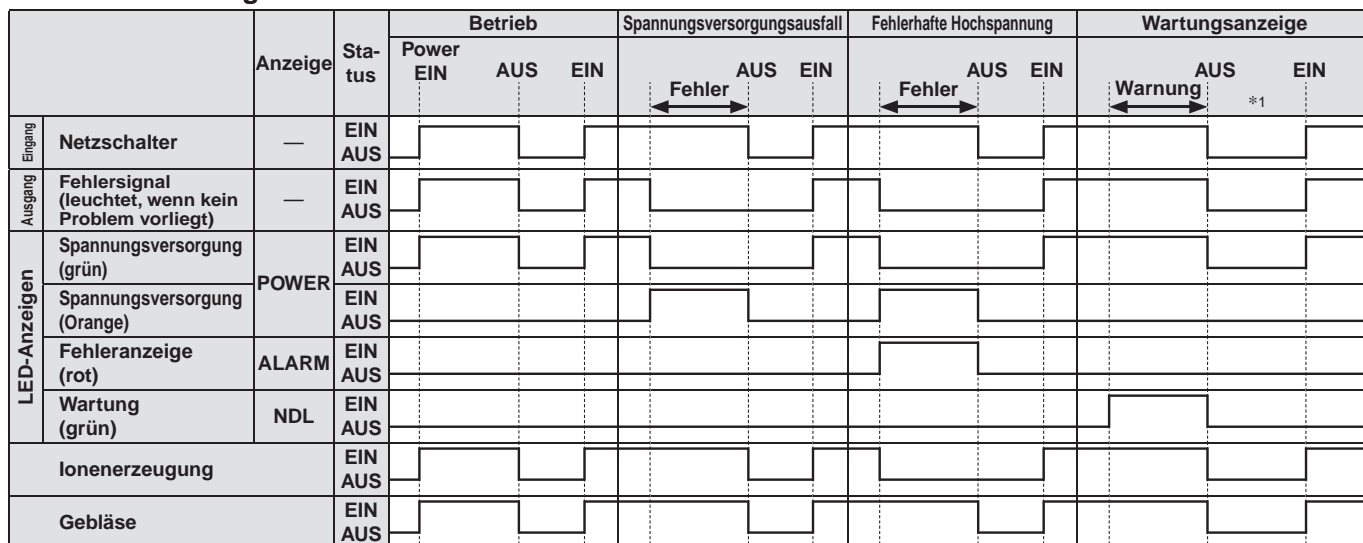 Betrieb
Spannungsversorgungsausfall
Fehlerhafte Hochspannung
Wartungsanzeige
Anzeige
Sta-
tus
Power
EIN AUS EIN
Fehler
AUS EIN
Fehler
AUS EIN
Warnung
AUS EIN
*1
Eingang
Netzschalter
—
EIN
AUS
Ausgang
Fehlersignal
(leuchtet, wenn kein
Problem vorliegt)
—
EIN
AUS
LED-Anzeigen
Spannungsversorgung
(grün)
POWER
EIN
AUS
Spannungsversorgung
(Orange)
EIN
AUS
Fehleranzeige
(rot)
ALARM
EIN
AUS
Wartung
(grün)
NDL
EIN
AUS
Ionenerzeugung
EIN
AUS
Gebläse
EIN
AUS